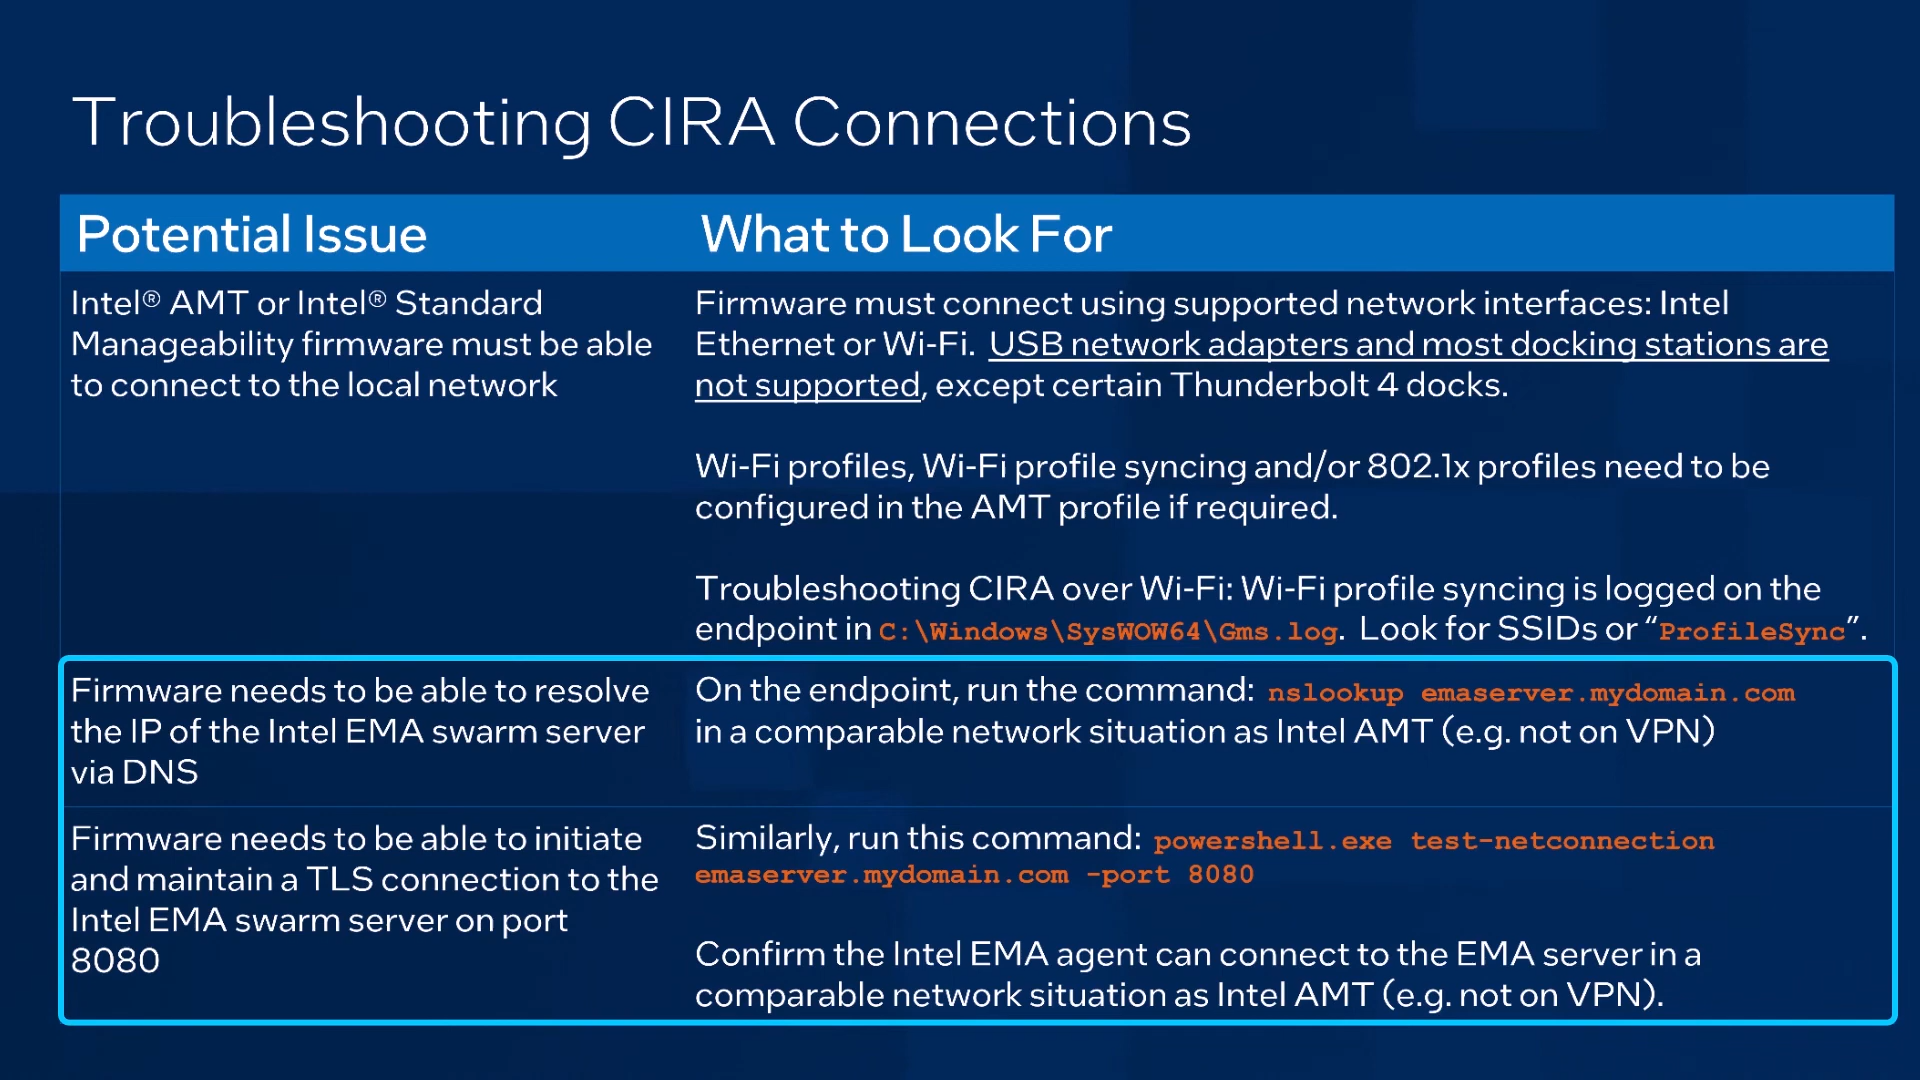 Troubleshooting CIRA Connections
Potential Issue
What to Look For
Intel® AMT or Intel® Standard
Manageability firmware must be able
to connect to the local network
Firmware must connect using supported network interfaces: Intel
Ethernet or Wi-Fi. USB network adapters and most docking stations are
not supported, except certain Thunderbolt 4 docks.
Wi-Fi profiles, Wi-Fi profile syncing and/or 802.1x profiles need to be
configured in the AMT profile if required.
Troubleshooting CIRA over Wi-Fi: Wi-Fi profile syncing is logged on the
endpoint in C:\Windows\SysWOW64\Gms.log. Look for SSIDs or “ProfileSync”.
Firmware needs to be able to resolve
the IP of the Intel EMA swarm server
via DNS
On the endpoint, run the command: nslookup emaserver.mydomain.com
in a comparable network situation as Intel AMT (e.g. not on VPN)
Firmware needs to be able to initiate
and maintain a TLS connection to the
Intel EMA swarm server on port
8080
Similarly, run this command: powershell.exe test-netconnection
emaserver.mydomain.com -port 8080
Confirm the Intel EMA agent can connect to the EMA server in a
comparable network situation as Intel AMT (e.g. not on VPN).